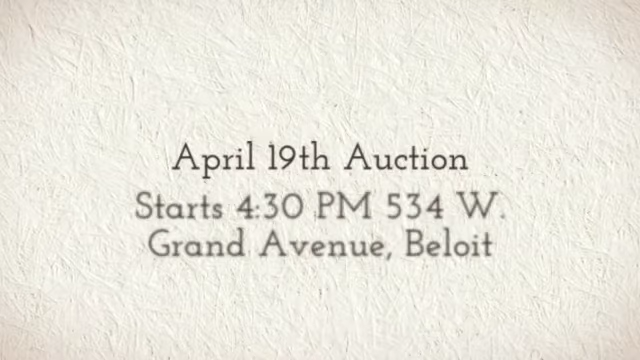 April 19th Auction
Starts 4:30 PM 534 W.
Grand Avenue, Beloit